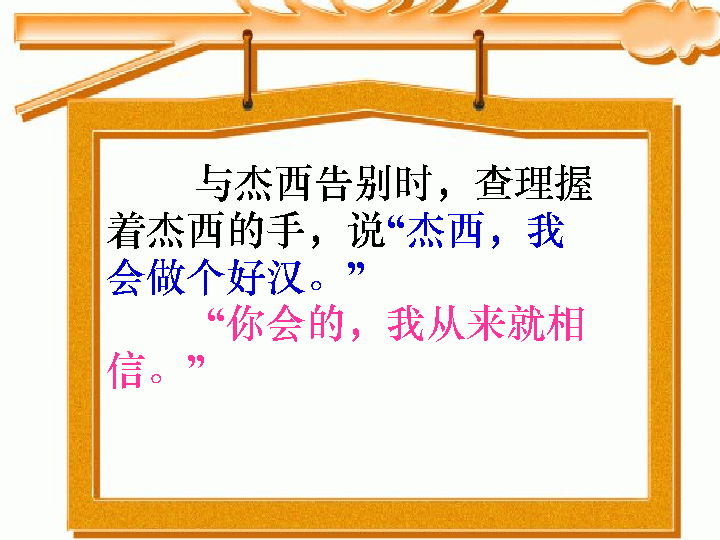 与杰西告别时，查理握
着杰西的手，说“杰西，我
会做个好汉。”
“你会的，我从来就相
信。”